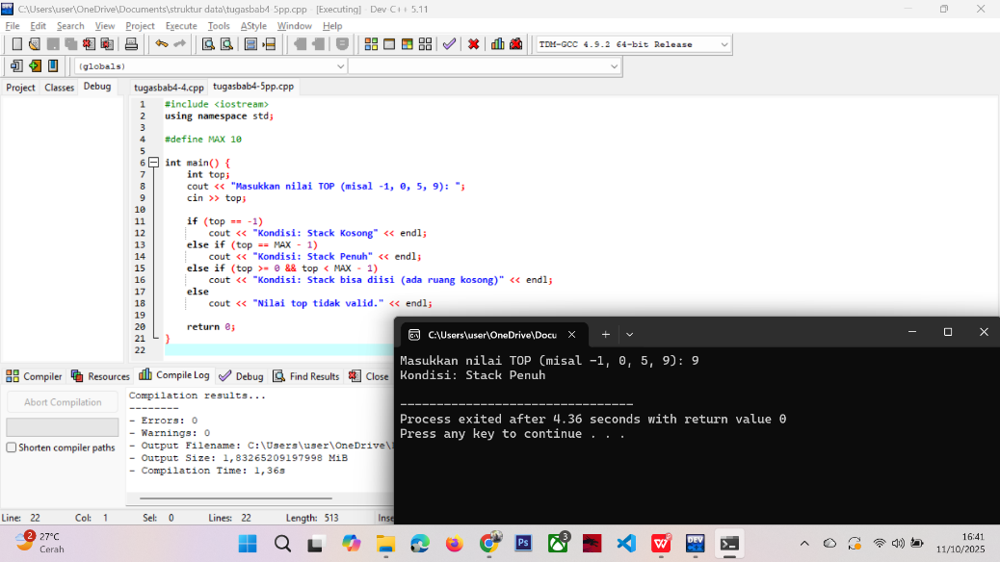 C:\Users\user\OneDrive\Documents\struktur data\tugasbab4 5pp.cpp - [Executing] - Dev-C++ 5.11
File Edit Search View Project Execute Tools AStyle Window Help
TDM-GCC 4.9.2 64-bit Release
(globals)
Project Classes Debug tugasbab4-4.cpp tugasbab4-5pp.cpp
1 #include <iostream>
2 using namespace std;
3
4 #define MAX 10
5
6 int main() {
7 int top;
8 cout << "Masukkan nilai TOP (misal -1, 0, 5, 9): ";
9 cin >> top;
10
11 if (top == -1)
12 cout << "Kondisi: Stack Kosong" << endl;
13 else if (top == MAX - 1)
14 cout << "Kondisi: Stack Penuh" << endl;
15 else if (top >= 0 && top < MAX - 1)
16 cout << "Kondisi: Stack bisa diisi (ada ruang kosong)" << endl;
17 else
18 cout << "Nilai top tidak valid." << endl;
19
20 return 0;
21 }
22
C:\Users\user\OneDrive\Docu
Masukkan nilai TOP (misal -1, 0, 5, 9): 9
Kondisi: Stack Penuh
--------------------------------
Process exited after 4.36 seconds with return value 0
Press any key to continue . . .
Compiler Resources Compile Log Debug Find Results Close
Abort Compilation
Shorten compiler paths
Compilation results...
--------
- Errors: 0
- Warnings: 0
- Output Filename: C:\Users\user\OneDrive\
- Output Size: 1,83265209197998 MiB
- Compilation Time: 1,36s
Line: 22 Col: 1 Sel: 0 Lines: 22 Length: 513 Inse
2
27°C
Cerah
Ps
3
W
DEV
16:41
11/10/2025